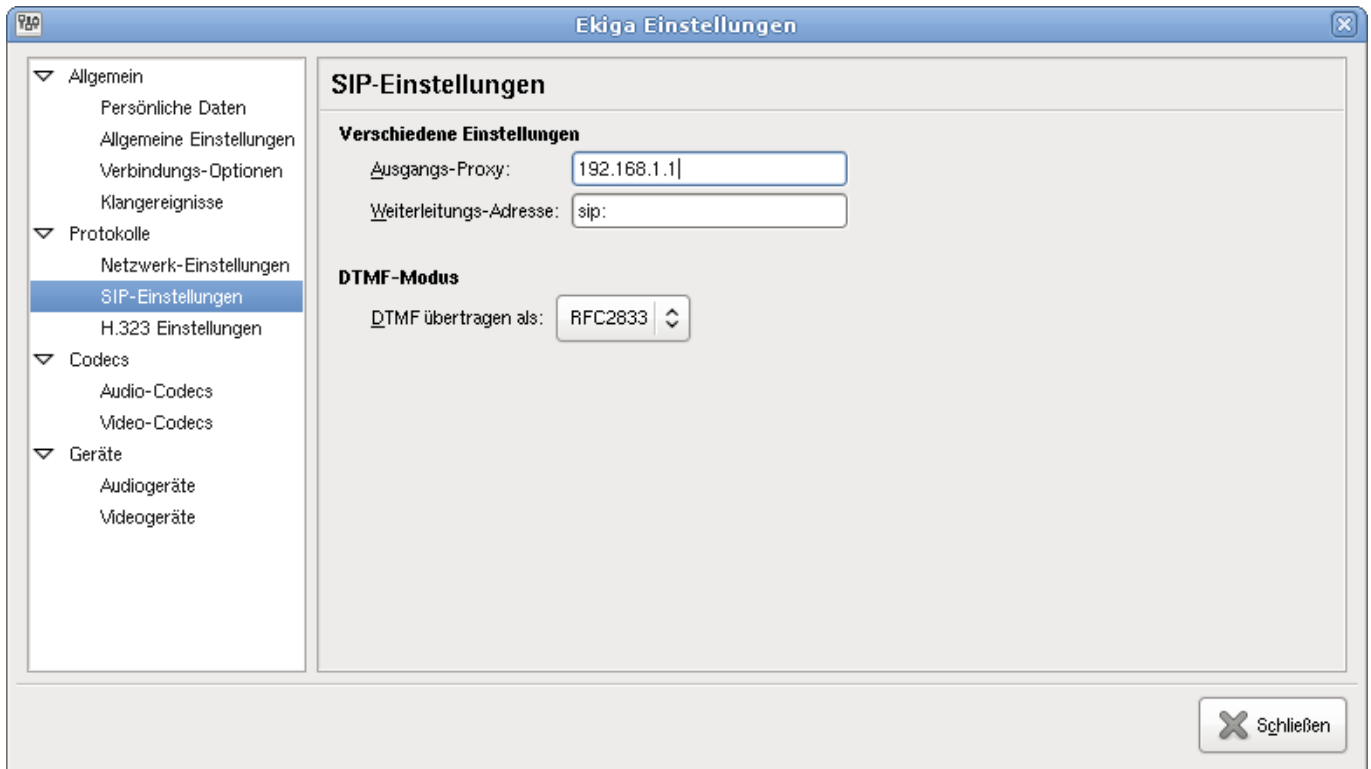 Ekiga Einstellungen
Allgemein
Persönliche Daten
Allgemeine Einstellungen
Verbindungs-Optionen
Klangereignisse
Protokolle
Netzwerk-Einstellungen
SIP-Einstellungen
H.323 Einstellungen
Codecs
Audio-Codecs
Video-Codecs
Geräte
Audiogeräte
Videogeräte
SIP-Einstellungen
Verschiedene Einstellungen
Ausgangs-Proxy: 192.168.1.1
Weiterleitungs-Adresse: sip:
DTMF-Modus
DTMF übertragen als: RFC2833
Schließen